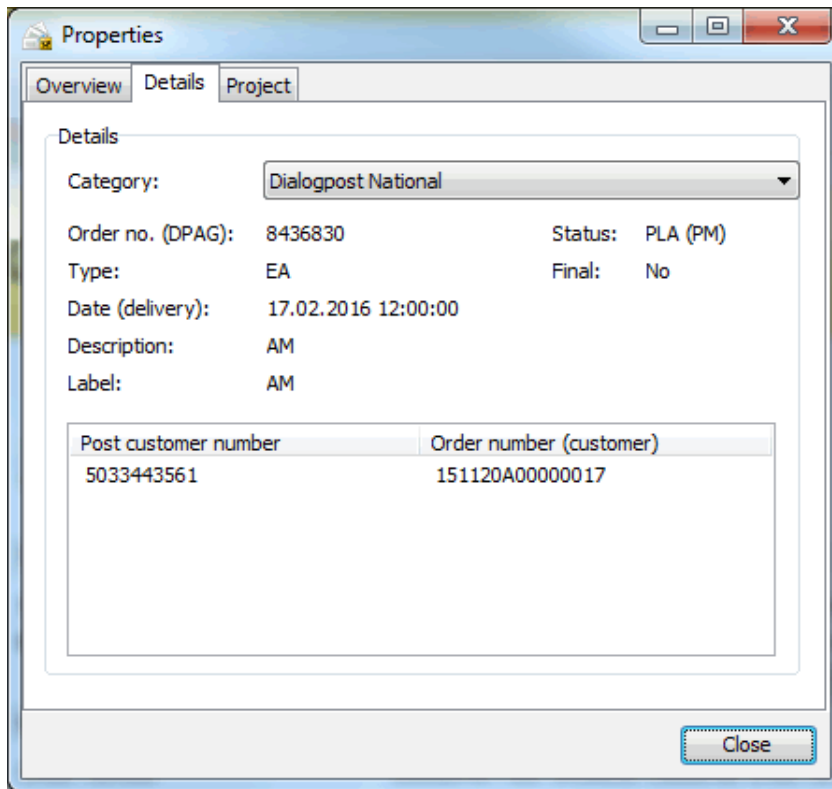 Properties
Overview Details Project
Details
Category: Dialogpost National
Order no. (DPAG): 8436830 Status: PLA (PM)
Type: EA Final: No
Date (delivery): 17.02.2016 12:00:00
Description: AM
Label: AM
Post customer number Order number (customer)
5033443561 151120A00000017
Close